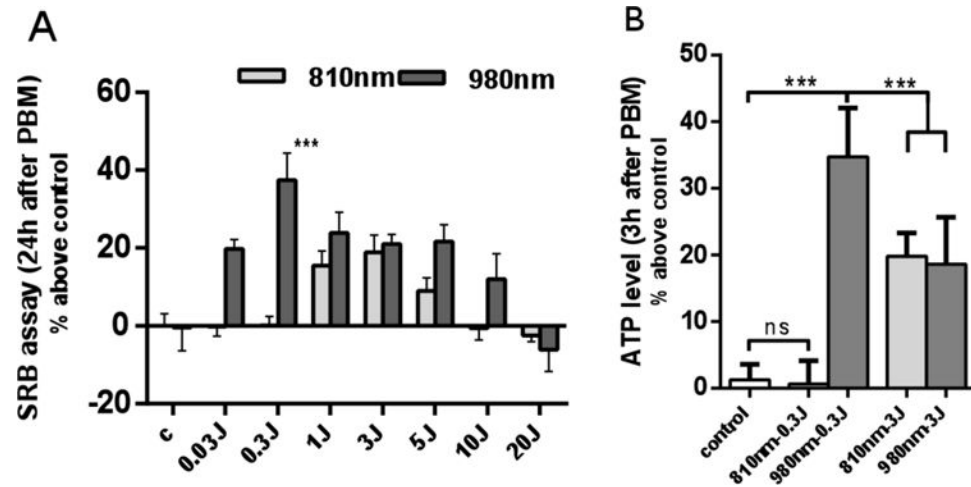 A
SRB assay (24h after PBM)
% above control
810nm 980nm
60
40
20
0
-20
***
c
0.03J
0.3J
1J
3J
5J
10J
20J
B
ATP level (3h after PBM)
% above control
50
40
30
20
10
0
*** ***
ns
control
810nm-0.3J
980nm-0.3J
810nm-3J
980nm-3J